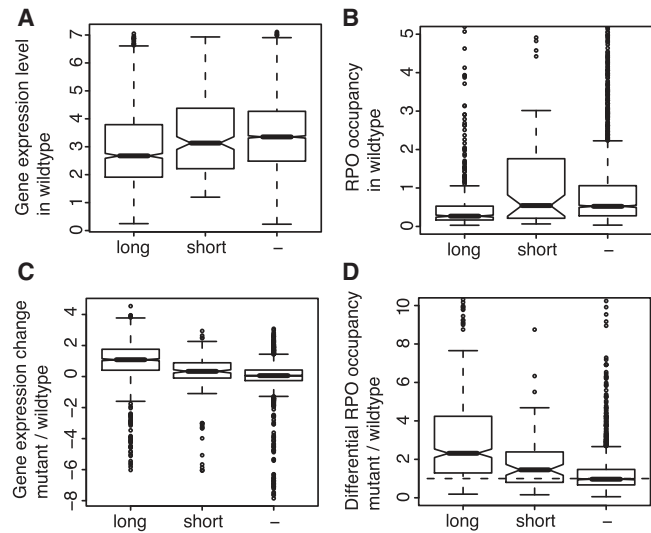 A
Gene expression level
in wildtype
7
6
5
4
3
2
1
0
long short –
B
RPO occupancy
in wildtype
5
4
3
2
1
0
long short –
C
Gene expression change
mutant / wildtype
4
2
0
−2
−4
−6
−8
long short –
D
Differential RPO occupancy
mutant / wildtype
10
8
6
4
2
0
long short –